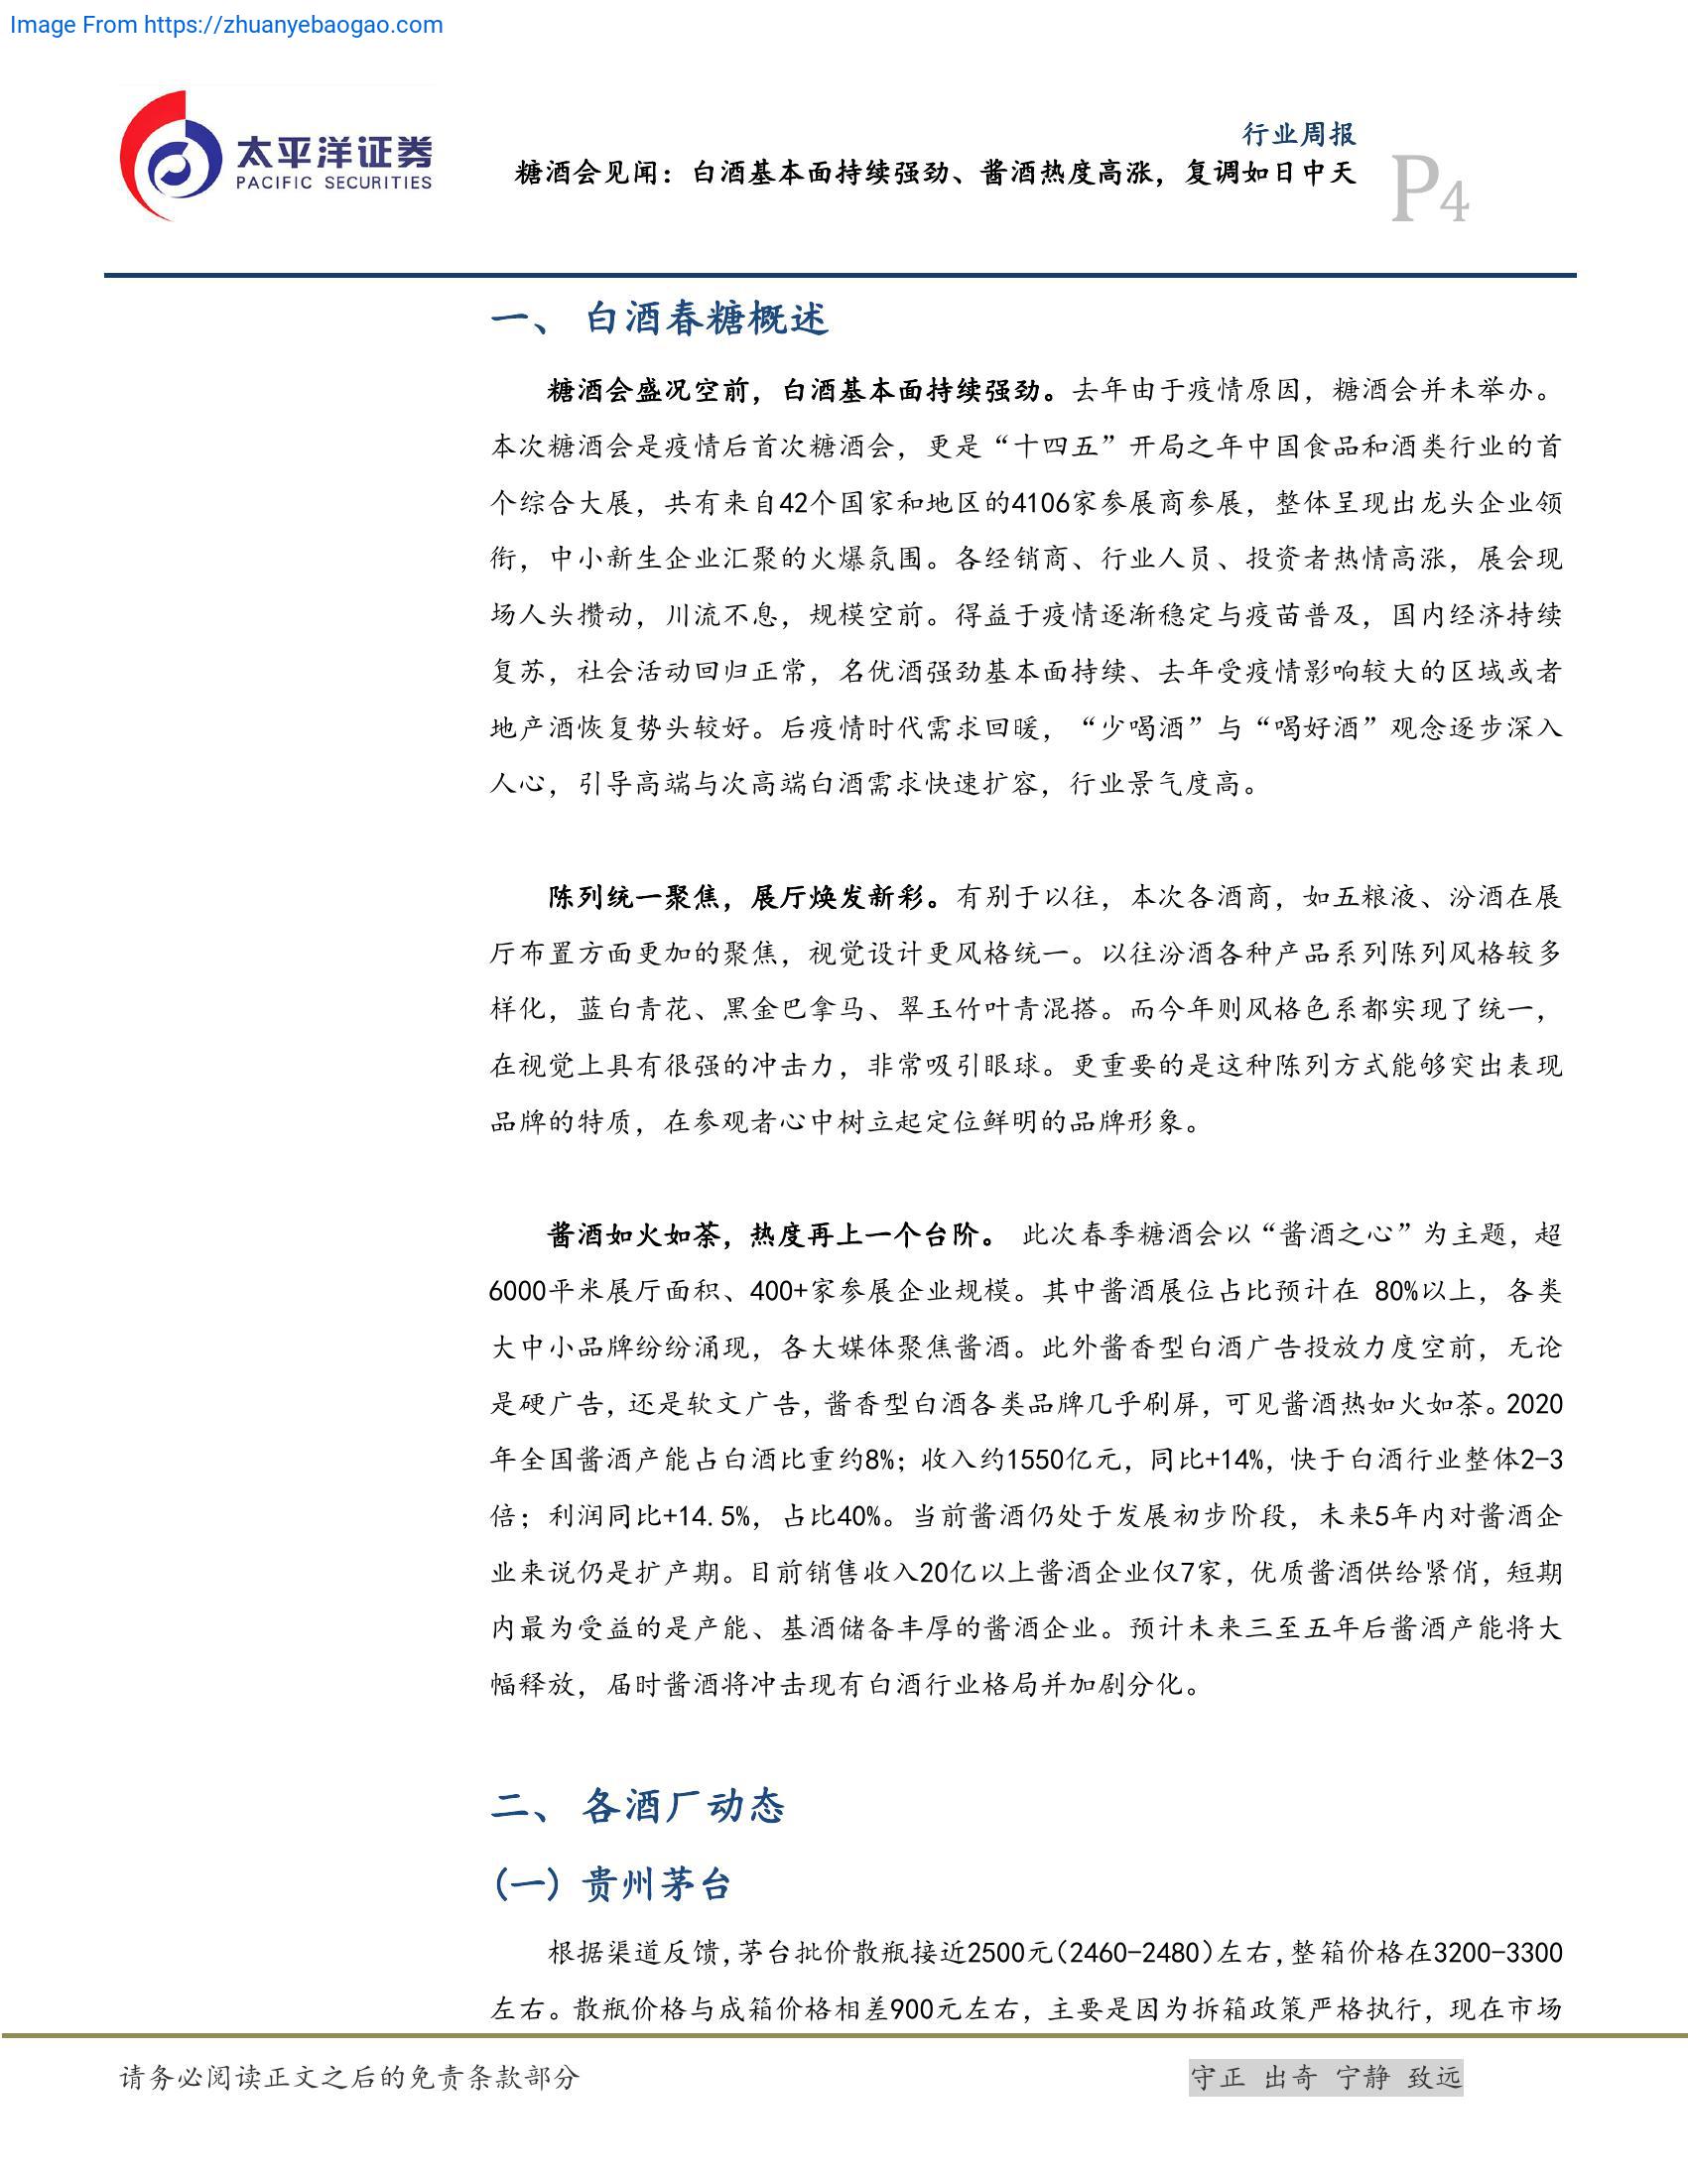 Image From https://zhuanyebaogao.com
太平洋证券
PACIFIC SECURITIES
行业周报
糖酒会见闻：白酒基本面持续强劲、酱酒热度高涨，复调如日中天
P4
一、 白酒春糖概述
糖酒会盛况空前，白酒基本面持续强劲。去年由于疫情原因，糖酒会并未举办。
本次糖酒会是疫情后首次糖酒会，更是“十四五”开局之年中国食品和酒类行业的首
个综合大展，共有来自42个国家和地区的4106家参展商参展，整体呈现出龙头企业领
衔，中小新生企业汇聚的火爆氛围。各经销商、行业人员、投资者热情高涨，展会现
场人头攒动，川流不息，规模空前。得益于疫情逐渐稳定与疫苗普及，国内经济持续
复苏，社会活动回归正常，名优酒强劲基本面持续、去年受疫情影响较大的区域或者
地产酒恢复势头较好。后疫情时代需求回暖，“少喝酒”与“喝好酒”观念逐步深入
人心，引导高端与次高端白酒需求快速扩容，行业景气度高。
陈列统一聚焦，展厅焕发新彩。有别于以往，本次各酒商，如五粮液、汾酒在展
厅布置方面更加的聚焦，视觉设计更风格统一。以往汾酒各种产品系列陈列风格较多
样化，蓝白青花、黑金巴拿马、翠玉竹叶青混搭。而今年则风格色系都实现了统一，
在视觉上具有很强的冲击力，非常吸引眼球。更重要的是这种陈列方式能够突出表现
品牌的特质，在参观者心中树立起定位鲜明的品牌形象。
酱酒如火如荼，热度再上一个台阶。 此次春季糖酒会以“酱酒之心”为主题，超
6000平米展厅面积、400+家参展企业规模。其中酱酒展位占比预计在 80%以上，各类
大中小品牌纷纷涌现，各大媒体聚焦酱酒。此外酱香型白酒广告投放力度空前，无论
是硬广告，还是软文广告，酱香型白酒各类品牌几乎刷屏，可见酱酒热如火如荼。2020
年全国酱酒产能占白酒比重约8%；收入约1550亿元，同比+14%，快于白酒行业整体2-3
倍；利润同比+14.5%，占比40%。当前酱酒仍处于发展初步阶段，未来5年内对酱酒企
业来说仍是扩产期。目前销售收入20亿以上酱酒企业仅7家，优质酱酒供给紧俏，短期
内最为受益的是产能、基酒储备丰厚的酱酒企业。预计未来三至五年后酱酒产能将大
幅释放，届时酱酒将冲击现有白酒行业格局并加剧分化。
二、 各酒厂动态
(一) 贵州茅台
根据渠道反馈，茅台批价散瓶接近2500元(2460-2480)左右，整箱价格在3200-3300
左右。散瓶价格与成箱价格相差900元左右，主要是因为拆箱政策严格执行，现在市场
请务必阅读正文之后的免责条款部分
守正 出奇 宁静 致远